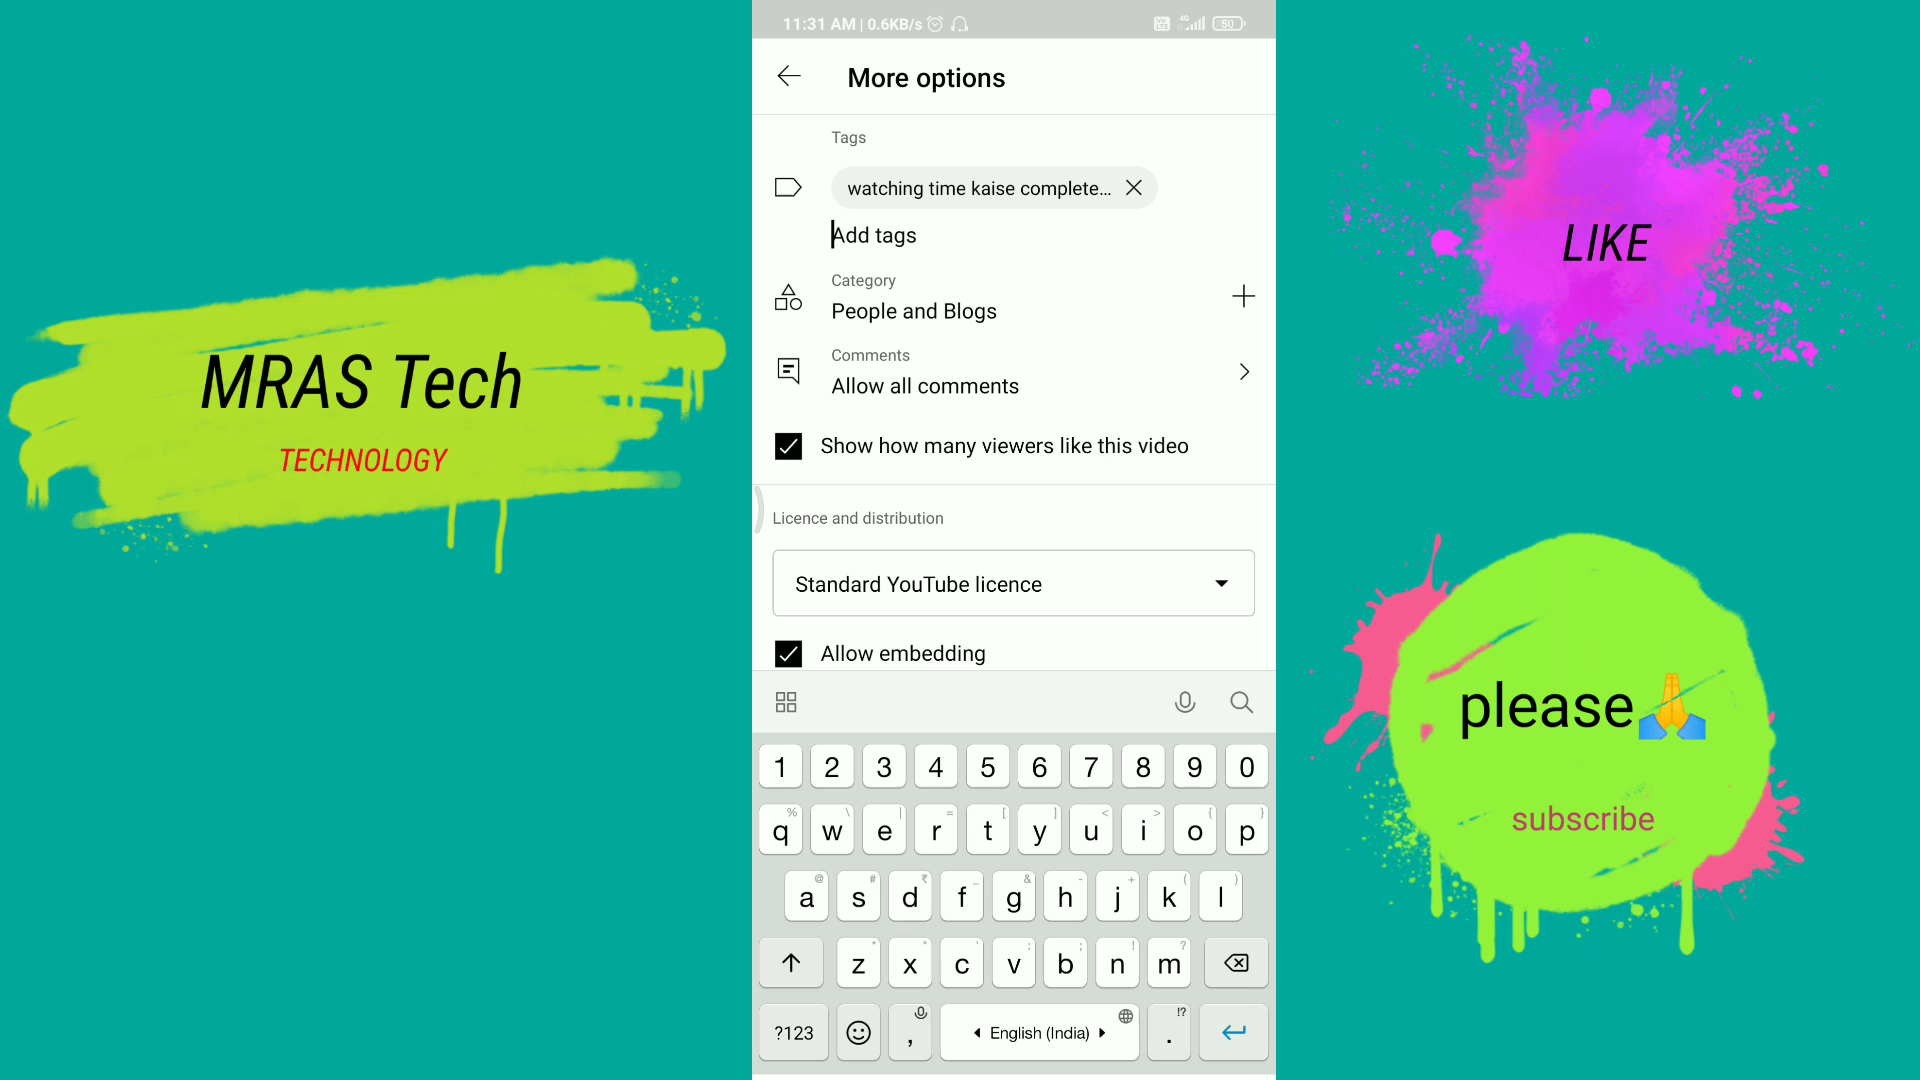 MRAS Tech
TECHNOLOGY
11:31 AM | 0.6KB/s
4G
50
More options
Tags
watching time kaise complete...
Add tags
Category
People and Blogs
Comments
Allow all comments
Show how many viewers like this video
Licence and distribution
Standard YouTube licence
Allow embedding
1 2 3 4 5 6 7 8 9 0
% \ | = [ ] < > { }
q w e r t y u i o p
@ # ₹ _ & - + ( )
a s d f g h j k l
z x c v b n m
?123 , English (India) .
!?
LIKE
please🙏
subscribe